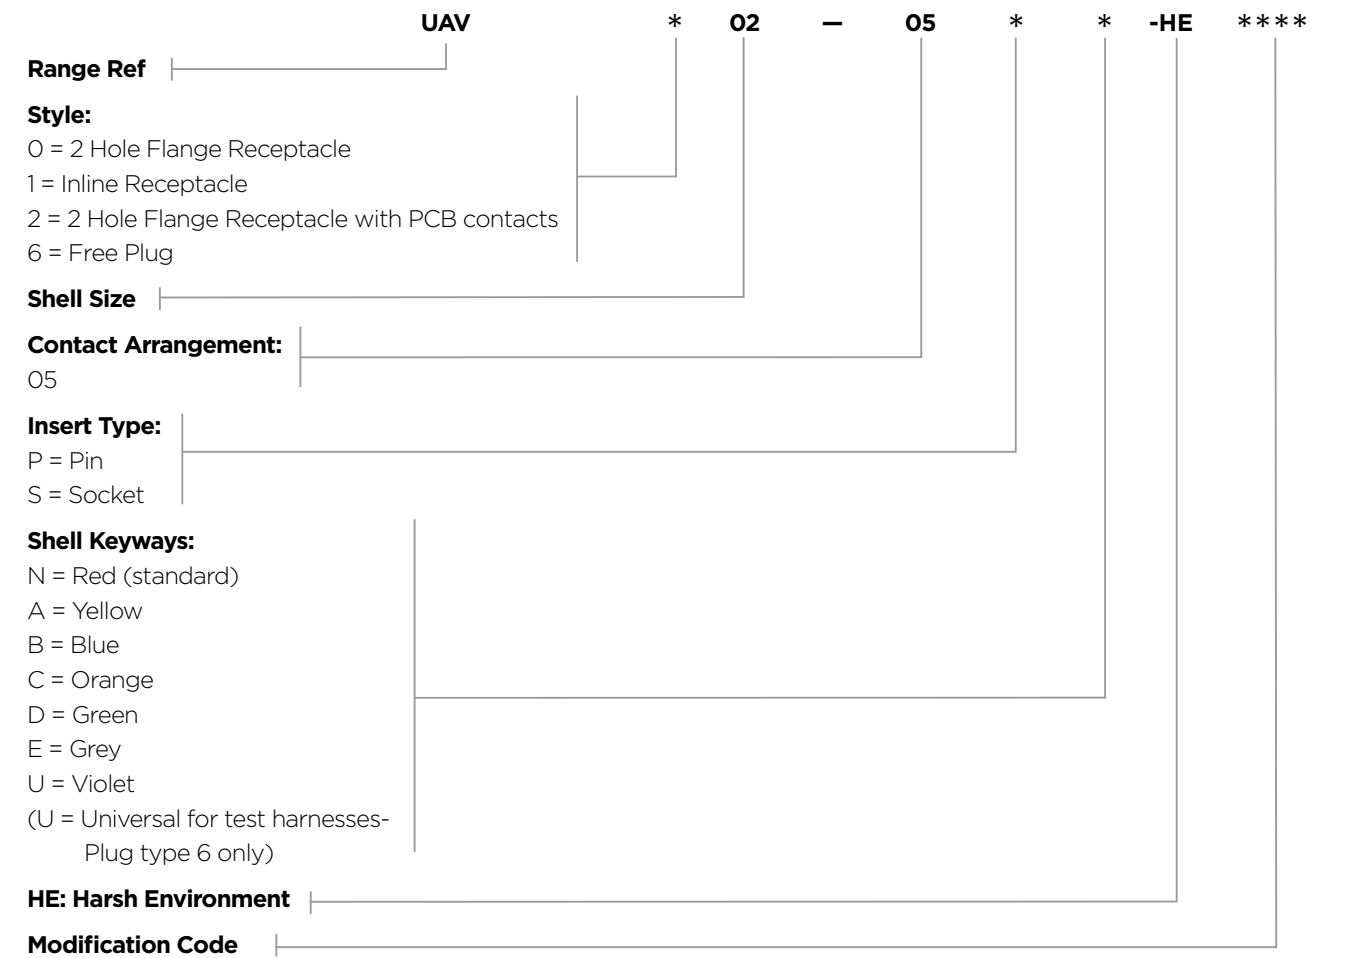 UAV * 02 — 05 * * -HE ****
Range Ref
Style:
0 = 2 Hole Flange Receptacle
1 = Inline Receptacle
2 = 2 Hole Flange Receptacle with PCB contacts
6 = Free Plug
Shell Size
Contact Arrangement:
05
Insert Type:
P = Pin
S = Socket
Shell Keyways:
N = Red (standard)
A = Yellow
B = Blue
C = Orange
D = Green
E = Grey
U = Violet
(U = Universal for test harnesses-
Plug type 6 only)
HE: Harsh Environment
Modification Code